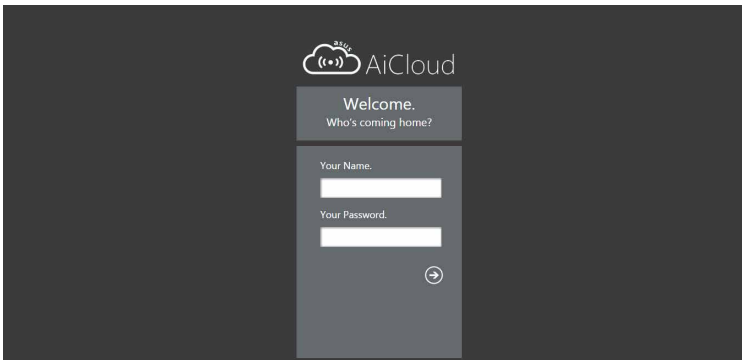 asus
AiCloud
Welcome.
Who's coming home?
Your Name.
Your Password.